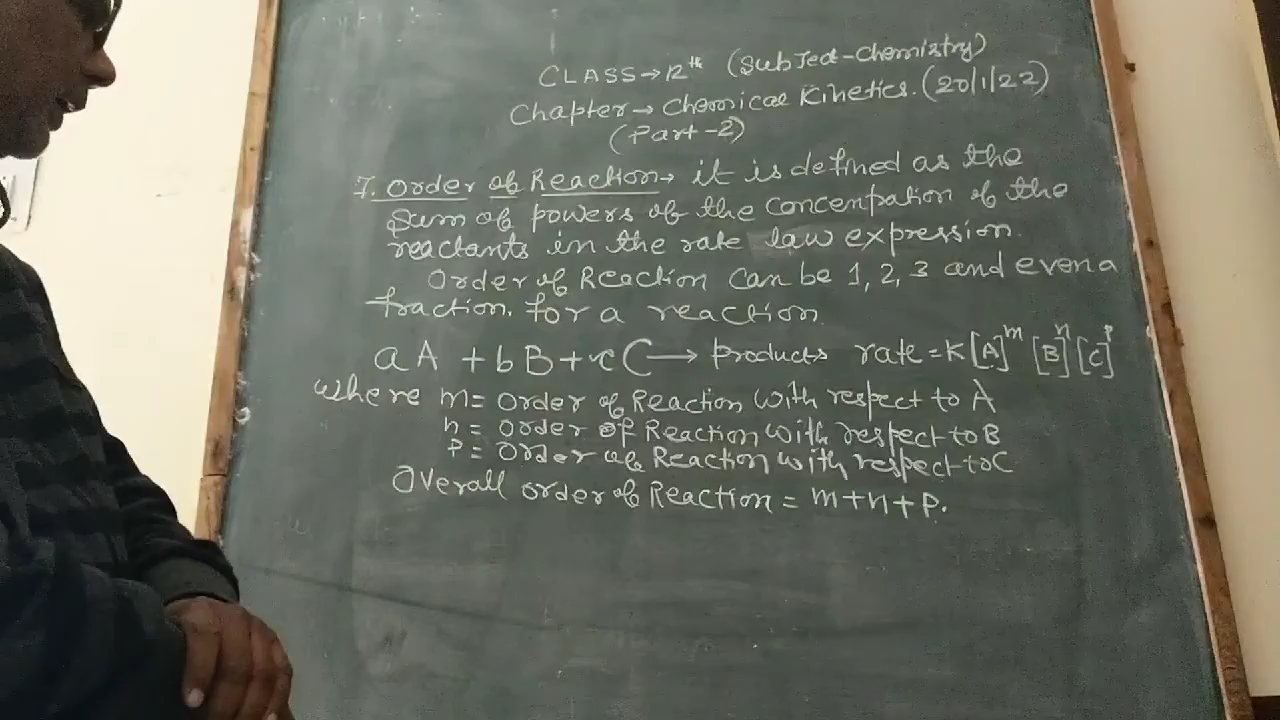 CLASS→12th (Subject-Chemistry)
Chapter→ Chemical Kinetics. (20/1/22)
(Part-2)
7. Order of Reaction→ it is defined as the
sum of powers of the concentration of the
reactants in the rate law expression.
Order of Reaction can be 1, 2, 3 and even a
fraction. for a reaction.
aA + bB + cC → products rate = K[A]^m [B]^n [C]^p
where m = order of Reaction with respect to A
n = order of Reaction with respect to B
P = order of Reaction with respect to C
Overall order of Reaction = m+n+p.